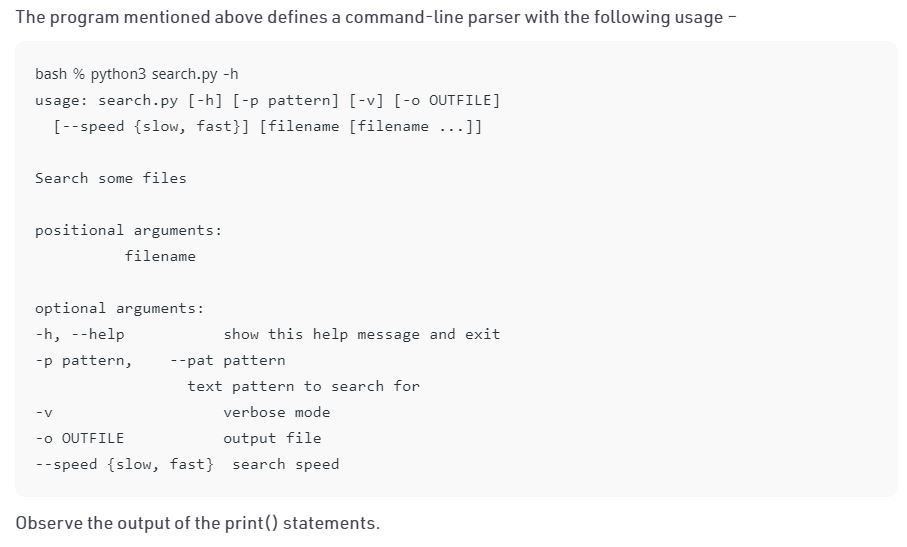 The program mentioned above defines a command-line parser with the following usage –
bash % python3 search.py -h
usage: search.py [-h] [-p pattern] [-v] [-o OUTFILE]
[--speed {slow, fast}] [filename [filename ...]]
Search some files
positional arguments:
filename
optional arguments:
-h, --help show this help message and exit
-p pattern, --pat pattern
text pattern to search for
-v verbose mode
-o OUTFILE output file
--speed {slow, fast} search speed
Observe the output of the print() statements.